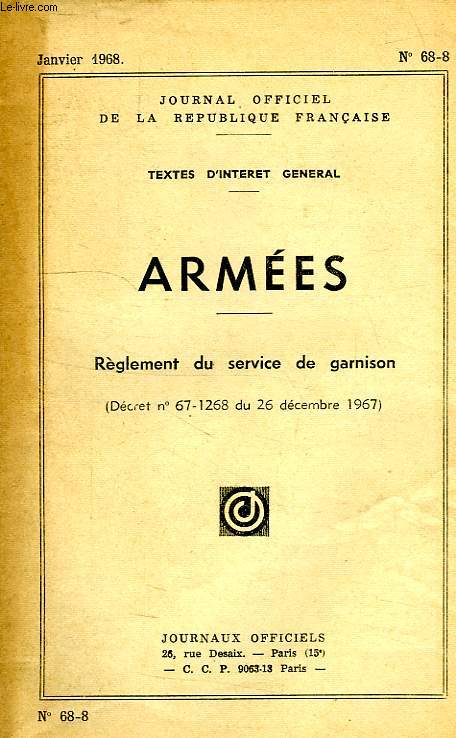 Le-livre.com
Janvier 1968. N° 68-8
JOURNAL OFFICIEL
DE LA REPUBLIQUE FRANÇAISE
TEXTES D'INTERET GENERAL
ARMÉES
Règlement du service de garnison
(Décret n° 67-1268 du 26 décembre 1967)
JOURNAUX OFFICIELS
26, rue Desaix. — Paris (15e)
— C. C. P. 9063-13 Paris —
N° 68-8